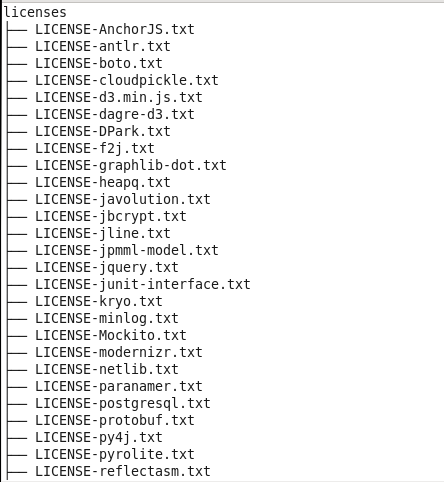 licenses
├── LICENSE-AnchorJS.txt
├── LICENSE-antlr.txt
├── LICENSE-boto.txt
├── LICENSE-cloudpickle.txt
├── LICENSE-d3.min.js.txt
├── LICENSE-dagre-d3.txt
├── LICENSE-DPark.txt
├── LICENSE-f2j.txt
├── LICENSE-graphlib-dot.txt
├── LICENSE-heapq.txt
├── LICENSE-javolution.txt
├── LICENSE-jbcrypt.txt
├── LICENSE-jline.txt
├── LICENSE-jpmml-model.txt
├── LICENSE-jquery.txt
├── LICENSE-junit-interface.txt
├── LICENSE-kryo.txt
├── LICENSE-minlog.txt
├── LICENSE-Mockito.txt
├── LICENSE-modernizr.txt
├── LICENSE-netlib.txt
├── LICENSE-paranamer.txt
├── LICENSE-postgresql.txt
├── LICENSE-protobuf.txt
├── LICENSE-py4j.txt
├── LICENSE-pyrolite.txt
├── LICENSE-reflectasm.txt